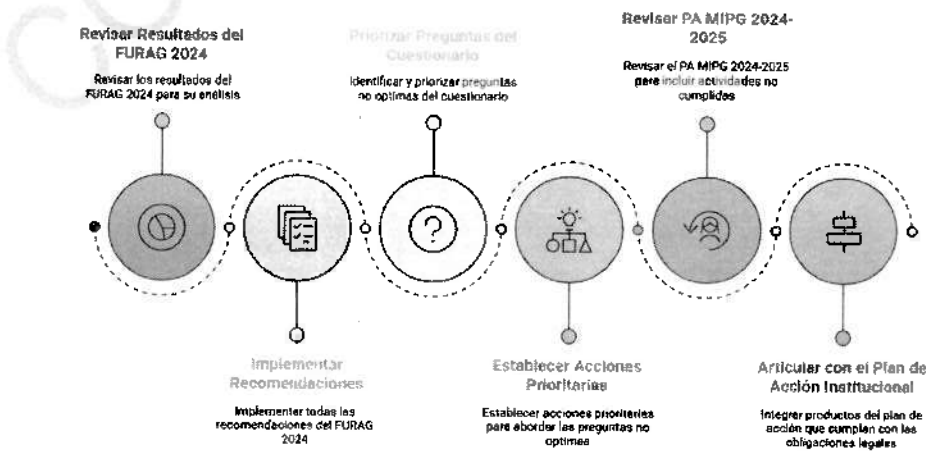 Revisar Resultados del
FURAG 2024
Revisar los resultados del
FURAG 2024 para su análisis
Implementar
Recomendaciones
Implementar todas las
recomendaciones del FURAG
2024
Priorizar Preguntas del
Cuestionario
Identificar y priorizar preguntas
no optimas del cuestionario
Establecer Acciones
Prioritarias
Establecer acciones prioritarias
para abordar las preguntas no
optimas
Revisar PA MIPG 2024-
2025
Revisar el PA MIPG 2024-2025
para incluir actividades no
cumplidas
Articular con el Plan de
Acción Institucional
Integrar productos del plan de
acción que cumplan con las
obligaciones legales